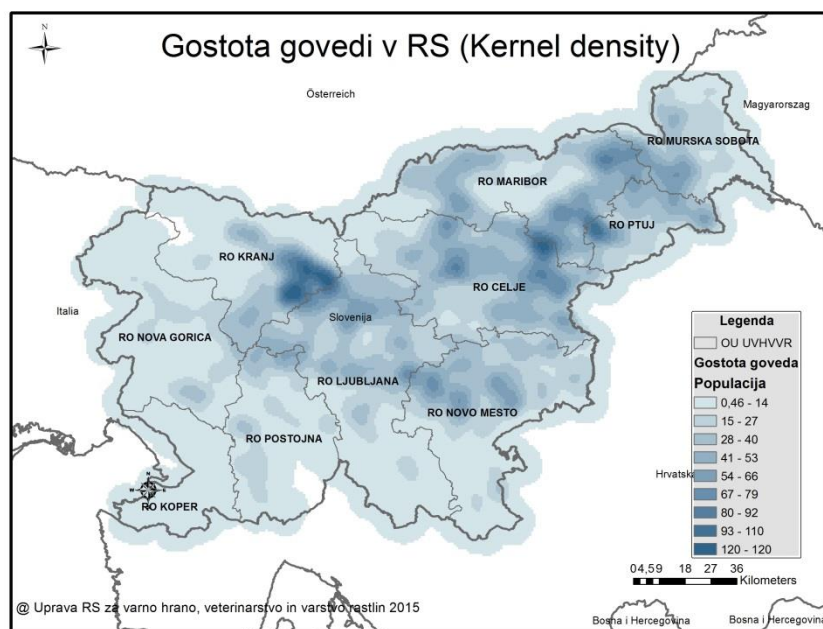 N
Gostota govedi v RS (Kernel density)
Österreich
Magyarorszag
RO MURSKA SOBOTA
RO MARIBOR
RO PTUJ
RO KRANJ
RO CELJE
Italia
Slovenija
RO NOVA GORICA
RO LJUBLJANA
RO NOVO MESTO
RO POSTOJNA
RO KOPER
N
W
E
S
Hrvatska
Legenda
OU UVHVVR
Gostota goveda
Populacija
0,46 - 14
15 - 27
28 - 40
41 - 53
54 - 66
67 - 79
80 - 92
93 - 110
120 - 120
0 4,5 9 18 27 36
Kilometers
@ Uprava RS za varno hrano, veterinarstvo in varstvo rastlin 2015
Bosna i Hercegovina
Bosna i Hercegovina